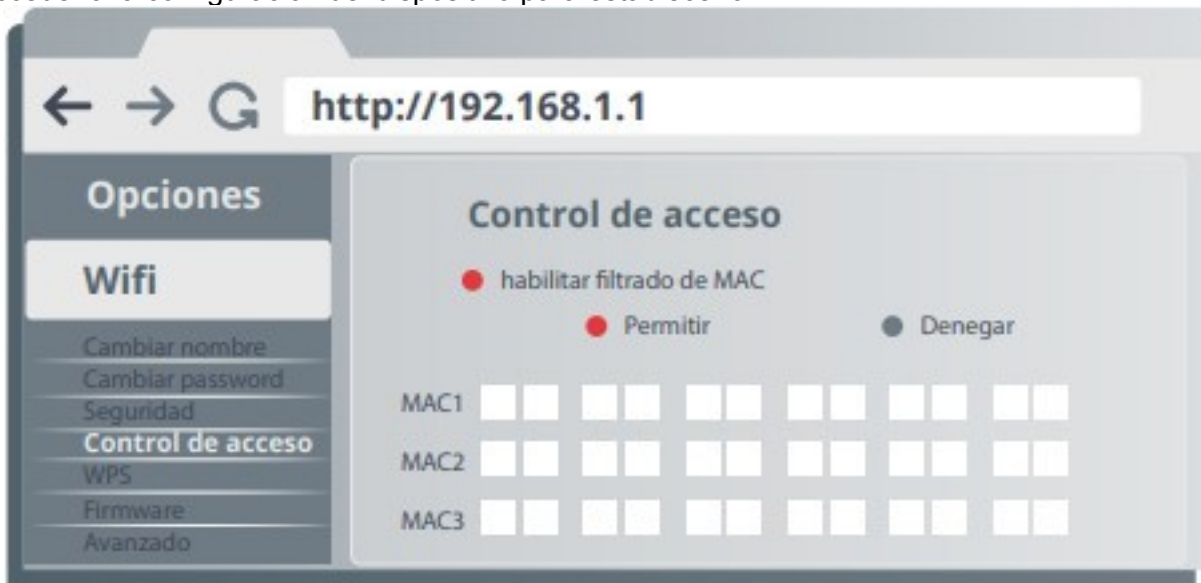 http://192.168.1.1
Opciones
Wifi
Cambiar nombre
Cambiar password
Seguridad
Control de acceso
WPS
Firmware
Avanzado
Control de acceso
habilitar filtrado de MAC
Permitir Denegar
MAC1
MAC2
MAC3